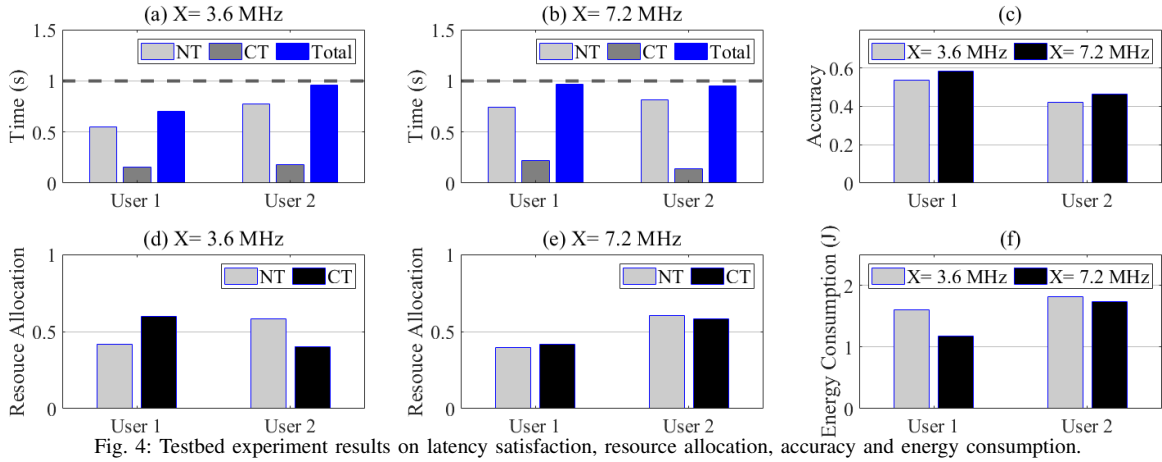 (a) X= 3.6 MHz
1.5
1
0.5
0
Time (s)
NT CT Total
User 1 User 2
(b) X= 7.2 MHz
1.5
1
0.5
0
Time (s)
NT CT Total
User 1 User 2
(c)
0.6
0.4
0.2
0
Accuracy
X= 3.6 MHz X= 7.2 MHz
User 1 User 2
(d) X= 3.6 MHz
1
0.5
0
Resouce Allocation
NT CT
User 1 User 2
(e) X= 7.2 MHz
1
0.5
0
Resouce Allocation
NT CT
User 1 User 2
(f)
2
1
0
Energy Consumption (J)
X= 3.6 MHz X= 7.2 MHz
User 1 User 2
Fig. 4: Testbed experiment results on latency satisfaction, resource allocation, accuracy and energy consumption.